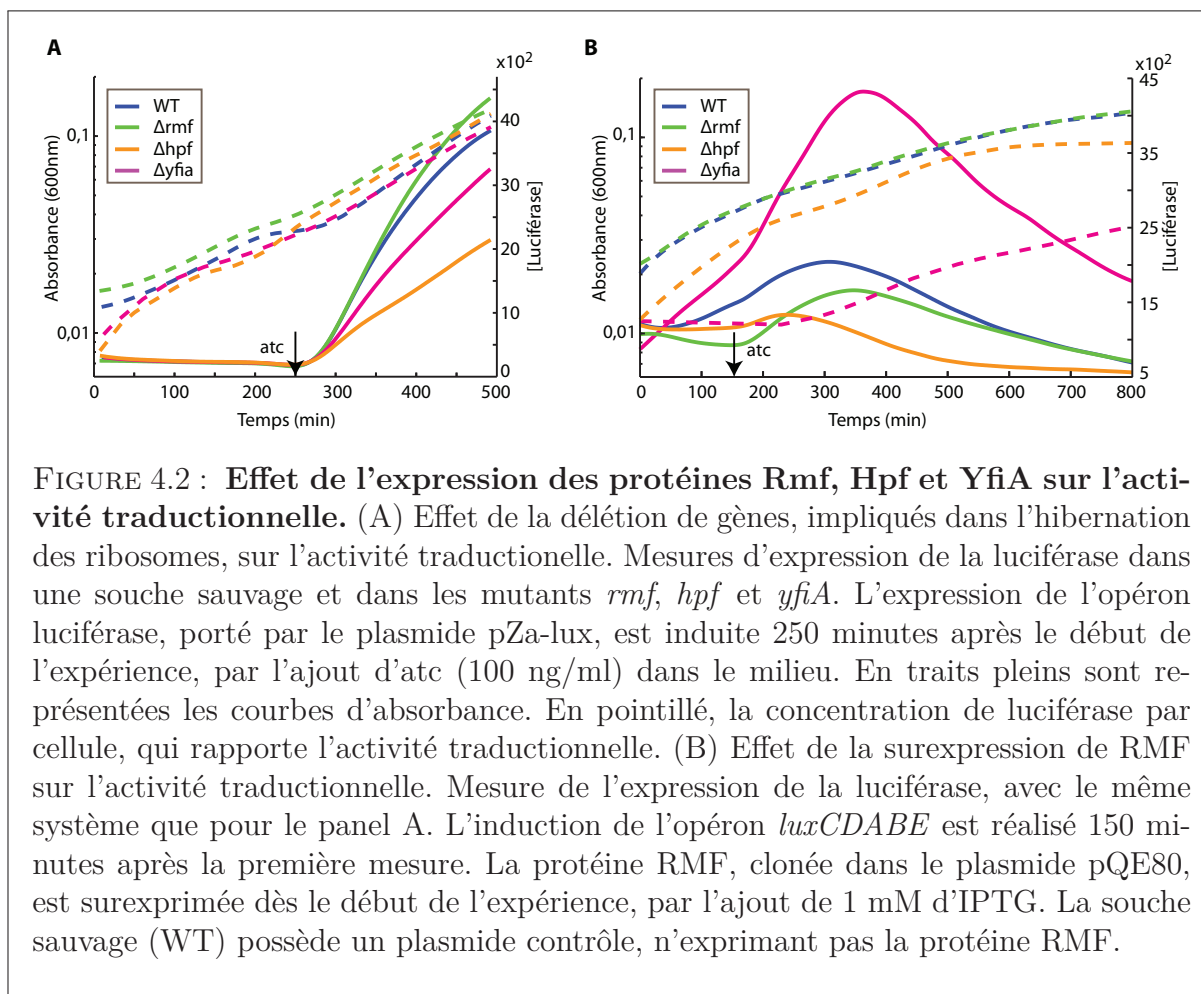 A
B
x10²
x10²
WT
Δrmf
Δhpf
Δyfia
WT
Δrmf
Δhpf
Δyfia
Absorbance (600nm)
0,1
0,01
[Luciférase]
40
30
20
10
0
atc
0
100
200
300
400
500
Temps (min)
Absorbance (600nm)
0,1
0,01
[Luciférase]
45
35
25
15
5
atc
0
100
200
300
400
500
600
700
800
Temps (min)
FIGURE 4.2 : Effet de l'expression des protéines Rmf, Hpf et YfiA sur l'acti-
vité traductionnelle. (A) Effet de la délétion de gènes, impliqués dans l'hibernation
des ribosomes, sur l'activité traductionelle. Mesures d'expression de la luciférase dans
une souche sauvage et dans les mutants rmf, hpf et yfiA. L'expression de l'opéron
luciférase, porté par le plasmide pZa-lux, est induite 250 minutes après le début de
l'expérience, par l'ajout d'atc (100 ng/ml) dans le milieu. En traits pleins sont re-
présentées les courbes d'absorbance. En pointillé, la concentration de luciférase par
cellule, qui rapporte l'activité traductionnelle. (B) Effet de la surexpression de RMF
sur l'activité traductionnelle. Mesure de l'expression de la luciférase, avec le même
système que pour le panel A. L'induction de l'opéron luxCDABE est réalisé 150 mi-
nutes après la première mesure. La protéine RMF, clonée dans le plasmide pQE80,
est surexprimée dès le début de l'expérience, par l'ajout de 1 mM d'IPTG. La souche
sauvage (WT) possède un plasmide contrôle, n'exprimant pas la protéine RMF.